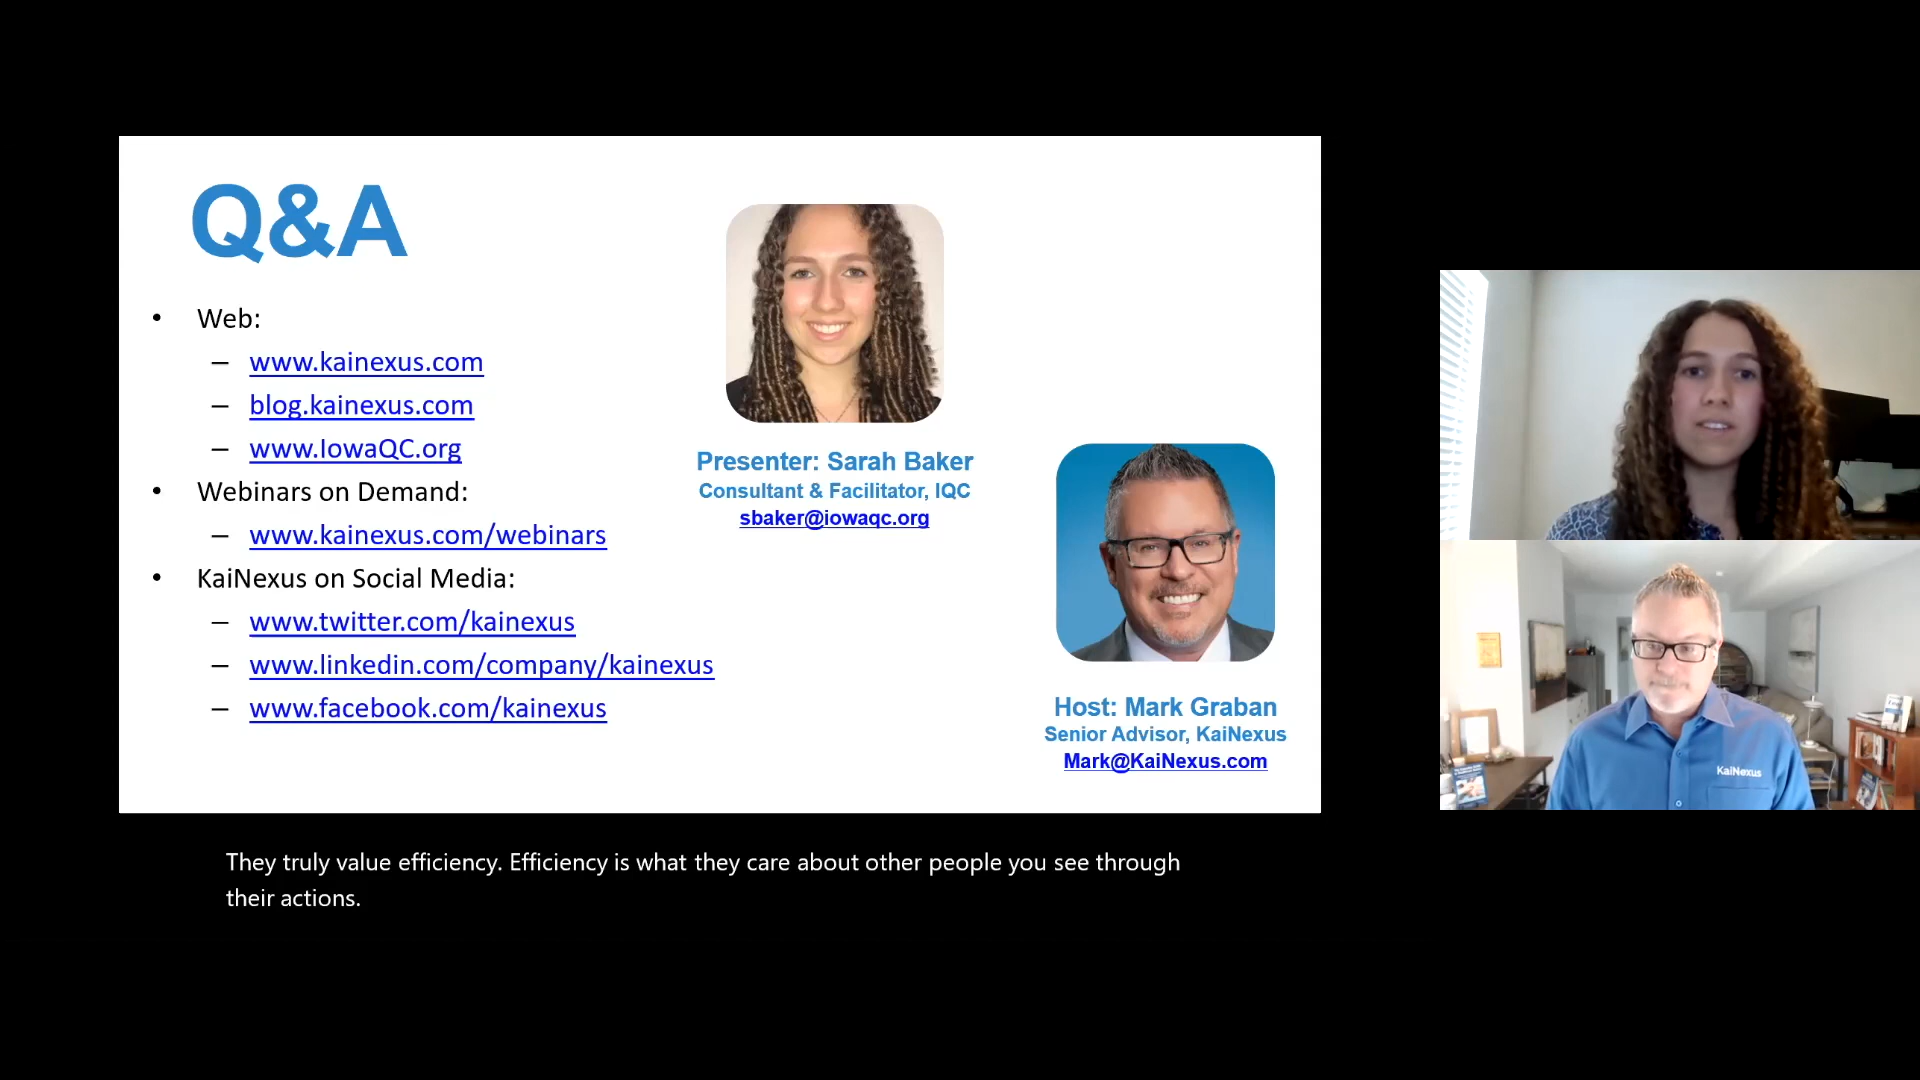 Q&A
• Web:
– www.kainexus.com
– blog.kainexus.com
– www.IowaQC.org
• Webinars on Demand:
– www.kainexus.com/webinars
• KaiNexus on Social Media:
– www.twitter.com/kainexus
– www.linkedin.com/company/kainexus
– www.facebook.com/kainexus
Presenter: Sarah Baker
Consultant & Facilitator, IQC
sbaker@iowaqc.org
Host: Mark Graban
Senior Advisor, KaiNexus
Mark@KaiNexus.com
KaiNexus
They truly value efficiency. Efficiency is what they care about other people you see through
their actions.